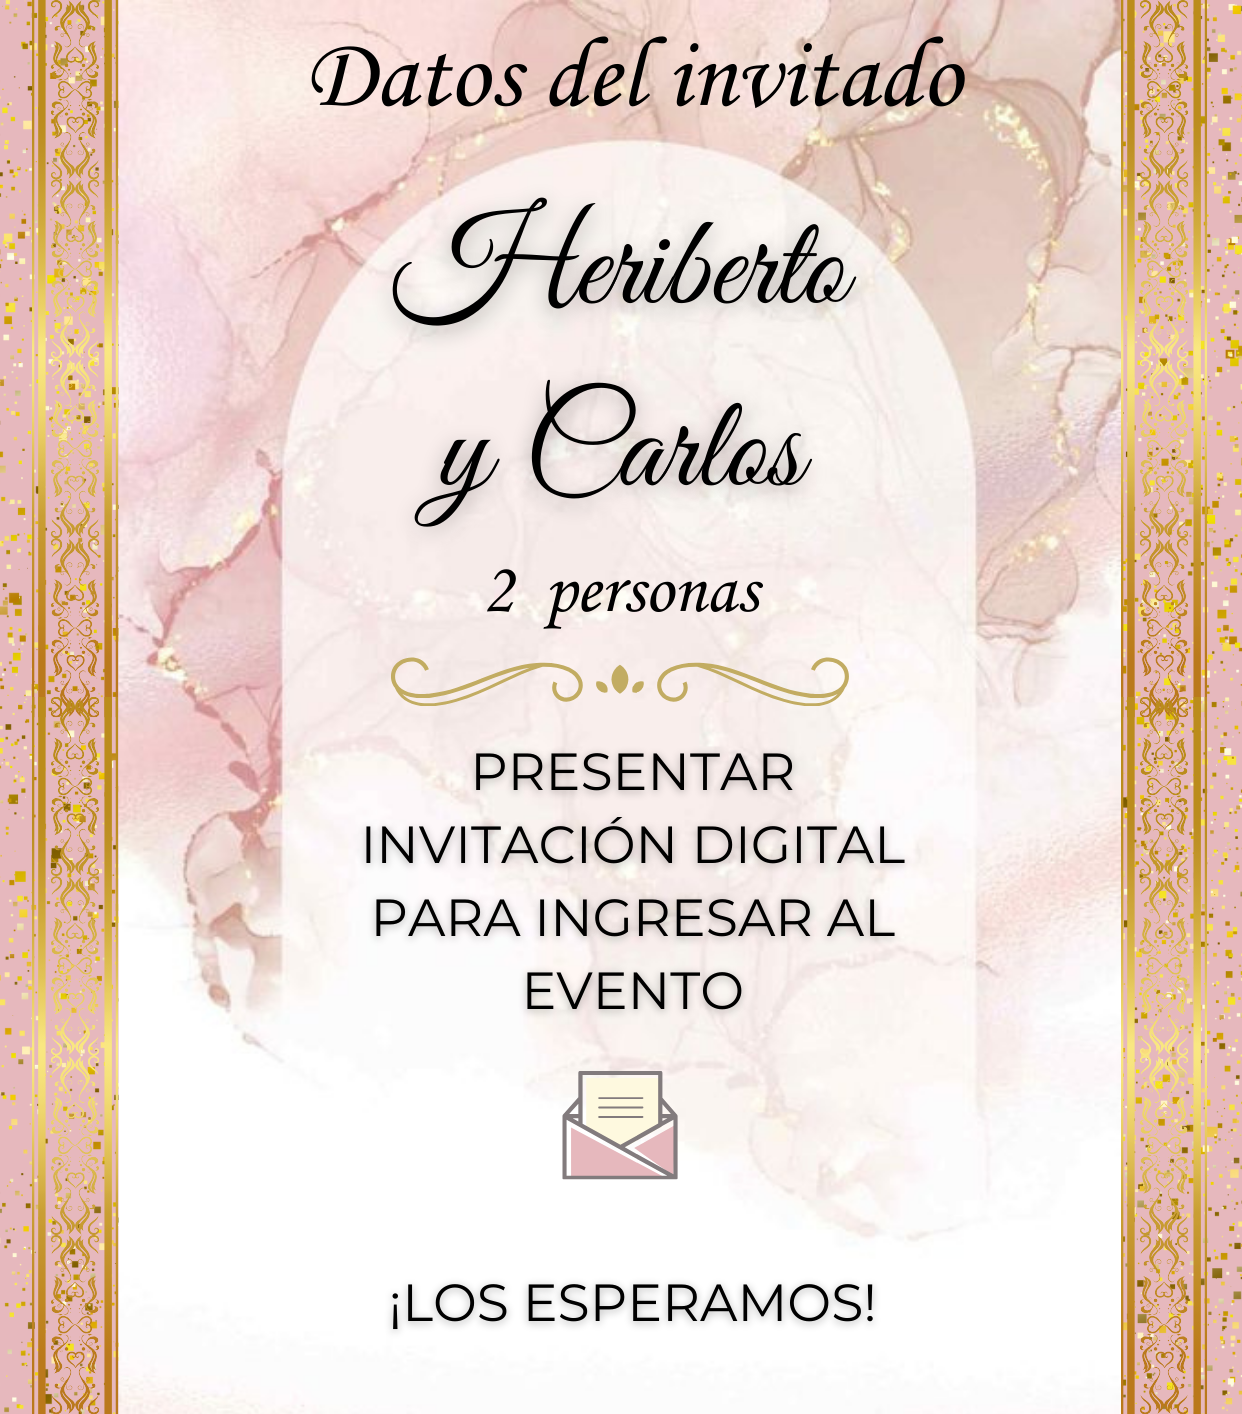 Datos del invitado
Heriberto
y Carlos
2 personas
PRESENTAR
INVITACIÓN DIGITAL
PARA INGRESAR AL
EVENTO
¡LOS ESPERAMOS!